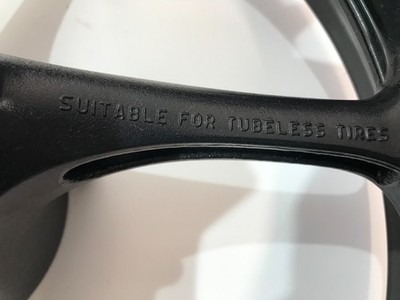 SUITABLE FOR TUBELESS TIRES